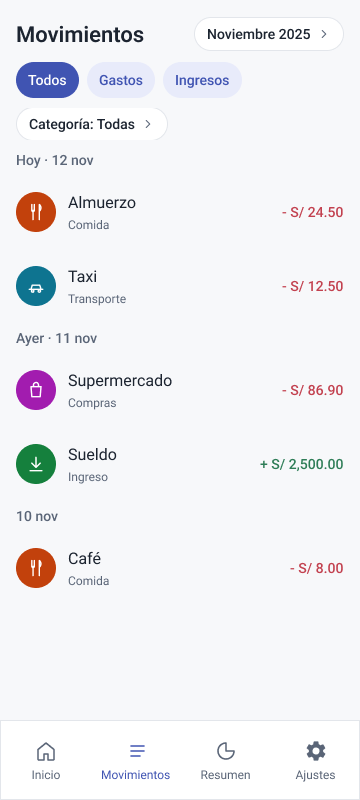 Movimientos
Noviembre 2025
Todos
Gastos
Ingresos
Categoría: Todas
Hoy · 12 nov
Almuerzo
- S/ 24.50
Comida
Taxi
- S/ 12.50
Transporte
Ayer · 11 nov
Supermercado
- S/ 86.90
Compras
Sueldo
+ S/ 2,500.00
Ingreso
10 nov
Café
- S/ 8.00
Comida
Inicio
Movimientos
Resumen
Ajustes